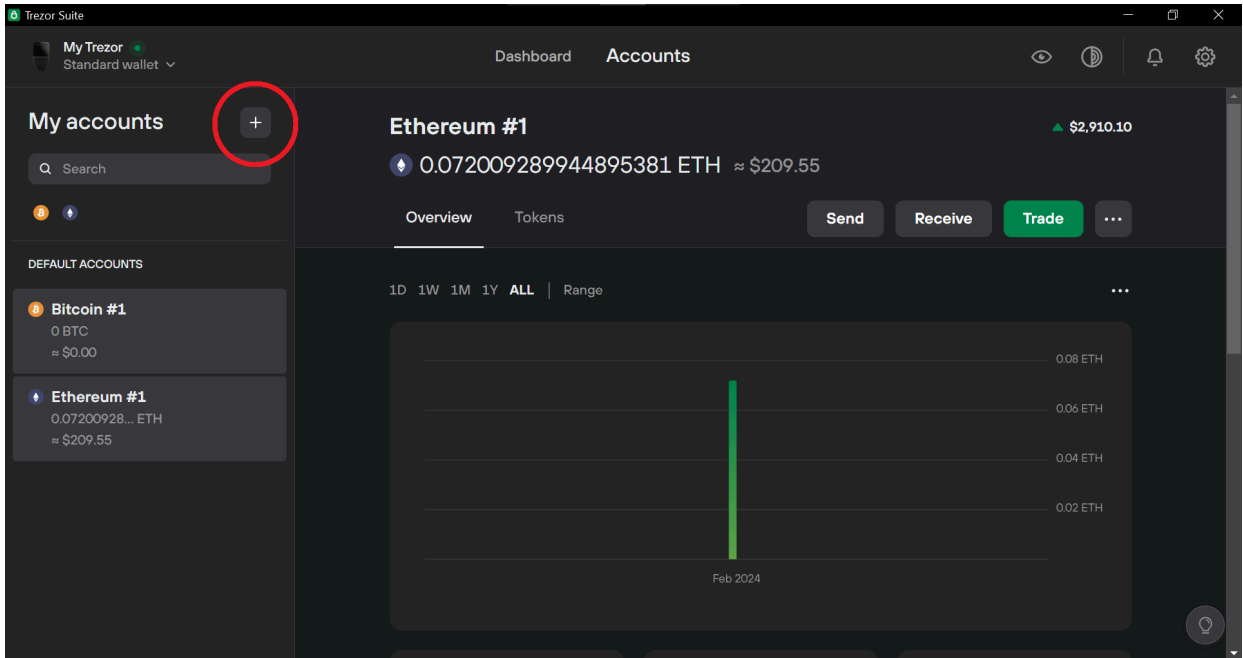 Trezor Suite
My Trezor
Standard wallet
Dashboard Accounts
My accounts
Search
DEFAULT ACCOUNTS
Bitcoin #1
0 BTC
≈ $0.00
Ethereum #1
0.07200928... ETH
≈ $209.55
Ethereum #1
$2,910.10
0.072009289944895381 ETH ≈ $209.55
Overview Tokens Send Receive Trade
1D 1W 1M 1Y ALL | Range
0.08 ETH
0.06 ETH
0.04 ETH
0.02 ETH
Feb 2024